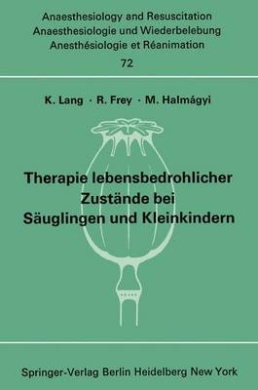 Anaesthesiology and Resuscitation
Anaesthesiologie und Wiederbelebung
Anesthésiologie et Réanimation
72
K. Lang · R. Frey · M. Halmágyi
Therapie lebensbedrohlicher
Zustände bei
Säuglingen und Kleinkindern
Springer-Verlag Berlin Heidelberg New York